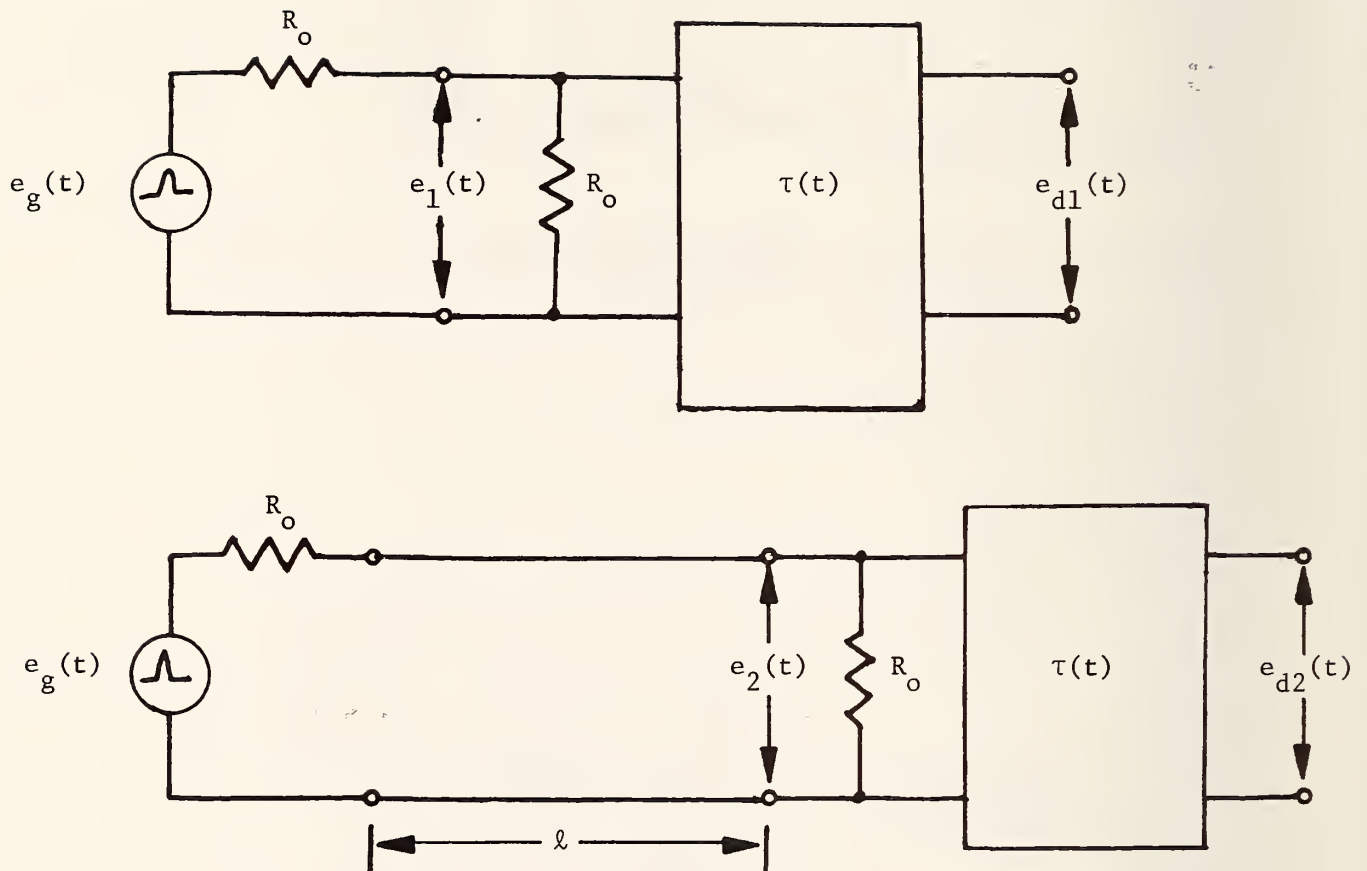 R_o
e_g(t)
e_1(t)
R_o
τ(t)
e_d1(t)
R_o
e_g(t)
e_2(t)
R_o
τ(t)
e_d2(t)
ℓ